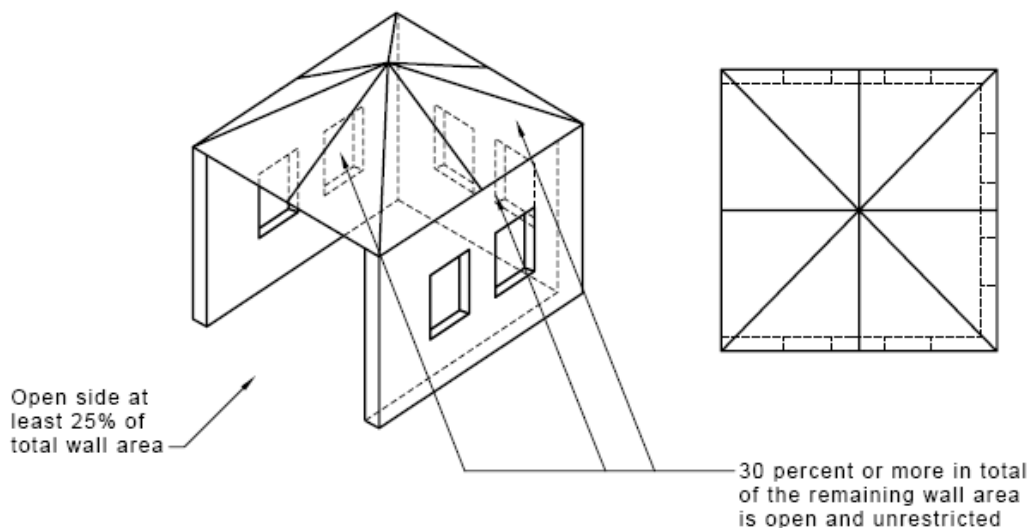 Open side at
least 25% of
total wall area
30 percent or more in total
of the remaining wall area
is open and unrestricted